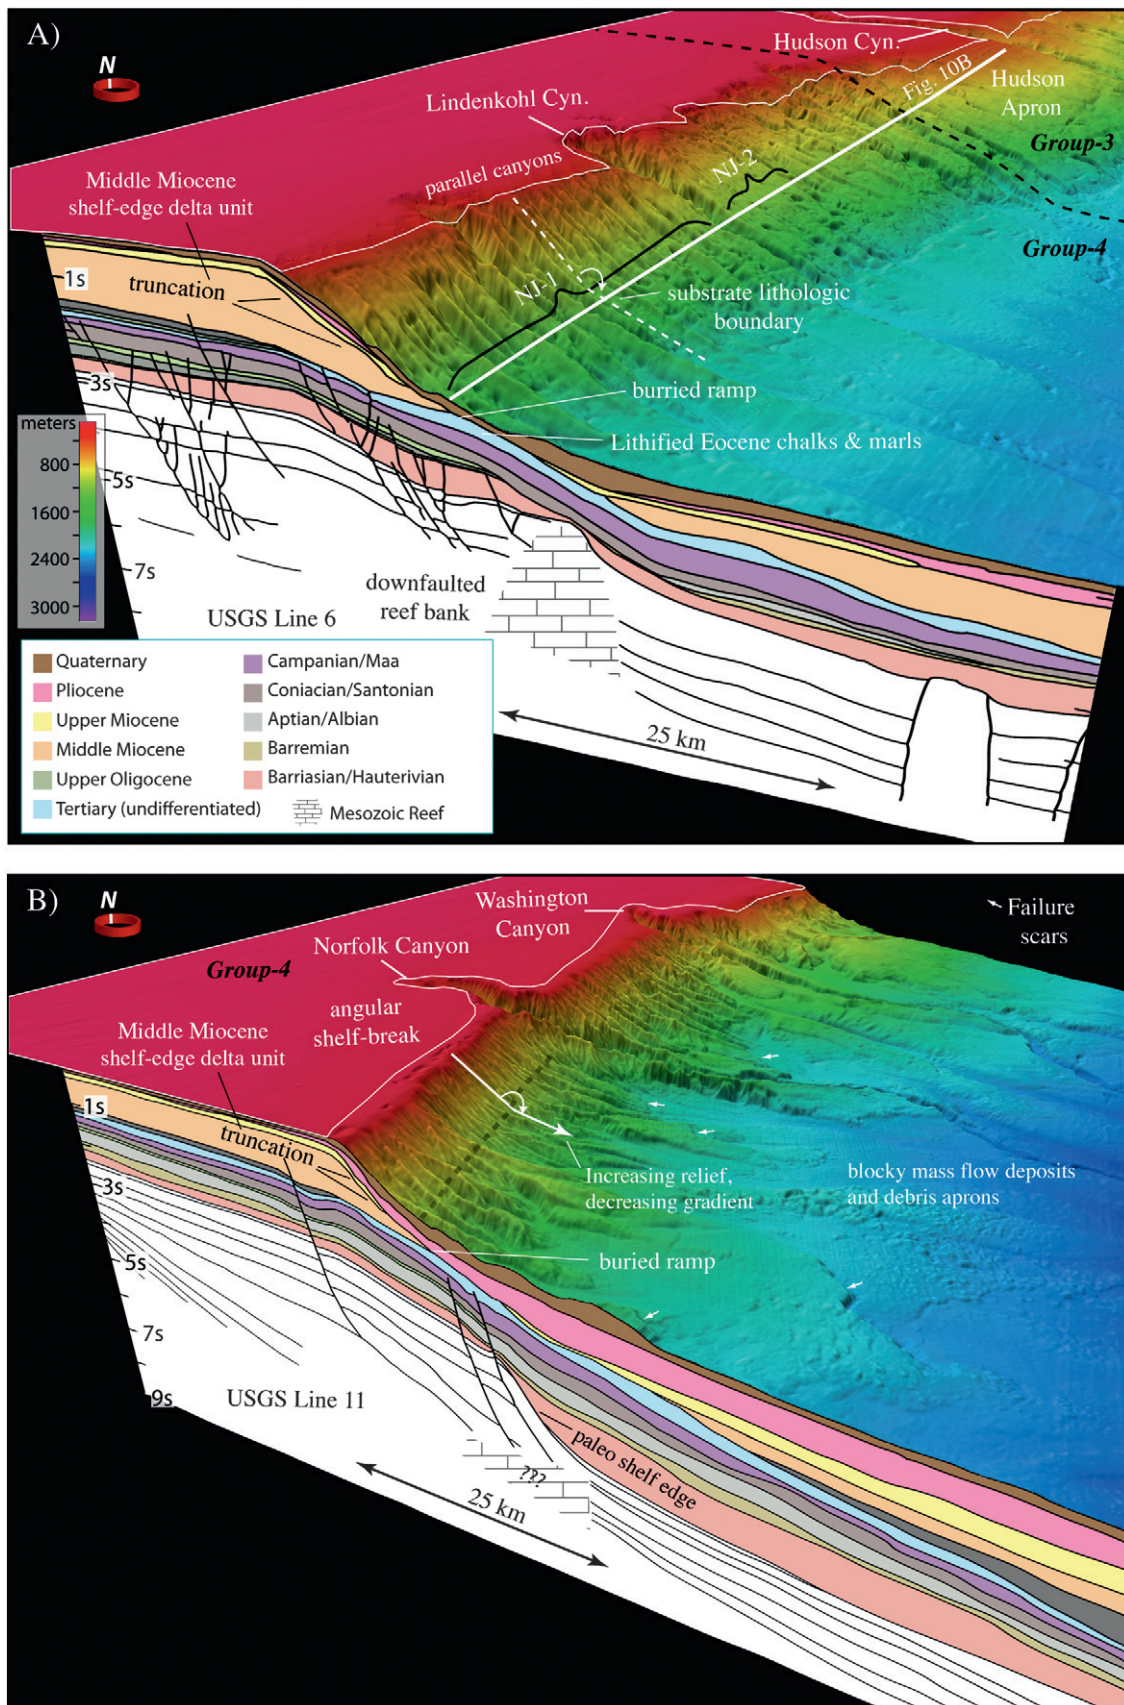 A)
N
Hudson Cyn.
Fig. 10B
Hudson
Apron
Lindenkohl Cyn.
Group-3
parallel canyons
NJ-2
Middle Miocene
shelf-edge delta unit
Group-4
1s
truncation
NJ-1
substrate lithologic
boundary
3s
burried ramp
meters
800
1600
2400
3000
Lithified Eocene chalks & marls
5s
7s
downfaulted
reef bank
USGS Line 6
25 km
Quaternary
Pliocene
Upper Miocene
Middle Miocene
Upper Oligocene
Tertiary (undifferentiated)
Campanian/Maa
Coniacian/Santonian
Aptian/Albian
Barremian
Barriasian/Hauterivian
Mesozoic Reef
B)
N
Washington
Canyon
Failure
scars
Norfolk Canyon
Group-4
angular
shelf-break
Middle Miocene
shelf-edge delta unit
1s
truncation
3s
Increasing relief,
decreasing gradient
blocky mass flow deposits
and debris aprons
5s
buried ramp
7s
9s
USGS Line 11
paleo shelf edge
???
25 km